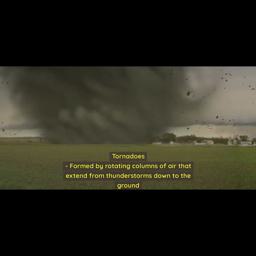 Tornadoes
- Formed by rotating columns of air that
extend from thunderstorms down to the
ground